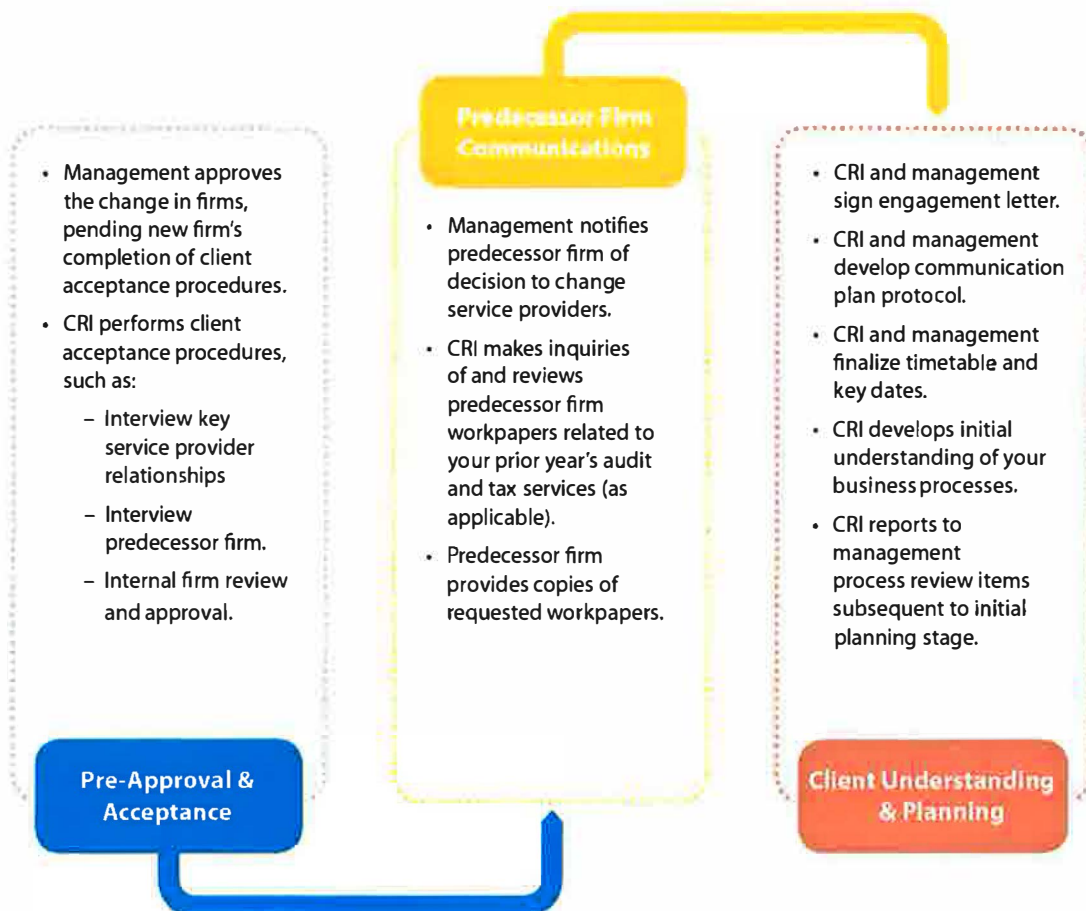 • Management approves
the change in firms,
pending new firm's
completion of client
acceptance procedures.
• CRI performs client
acceptance procedures,
such as:
– Interview key
service provider
relationships
– Interview
predecessor firm.
– Internal firm review
and approval.
Pre-Approval &
Acceptance
Predecessor Firm
Communications
• Management notifies
predecessor firm of
decision to change
service providers.
• CRI makes inquiries
of and reviews
predecessor firm
workpapers related to
your prior year's audit
and tax services (as
applicable).
• Predecessor firm
provides copies of
requested workpapers.
• CRI and management
sign engagement letter.
• CRI and management
develop communication
plan protocol.
• CRI and management
finalize timetable and
key dates.
• CRI develops initial
understanding of your
business processes.
• CRI reports to
management
process review items
subsequent to initial
planning stage.
Client Understanding
& Planning